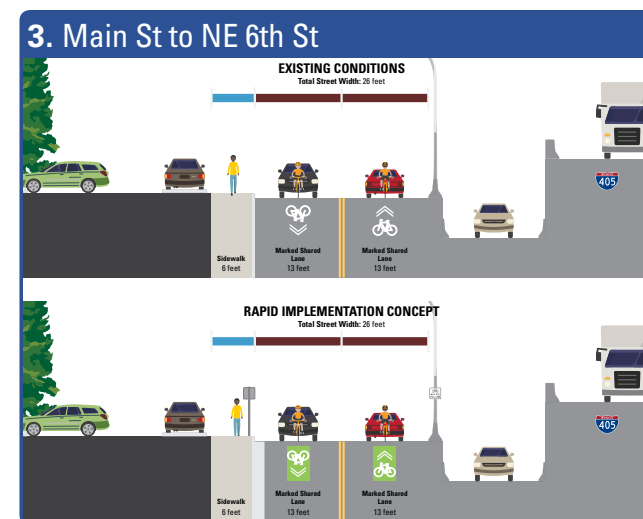 3. Main St to NE 6th St
EXISTING CONDITIONS
Total Street Width: 26 feet
405
Sidewalk
6 feet
Marked Shared
Lane
13 feet
Marked Shared
Lane
13 feet
RAPID IMPLEMENTATION CONCEPT
Total Street Width: 26 feet
405
Sidewalk
6 feet
Marked Shared
Lane
13 feet
Marked Shared
Lane
13 feet